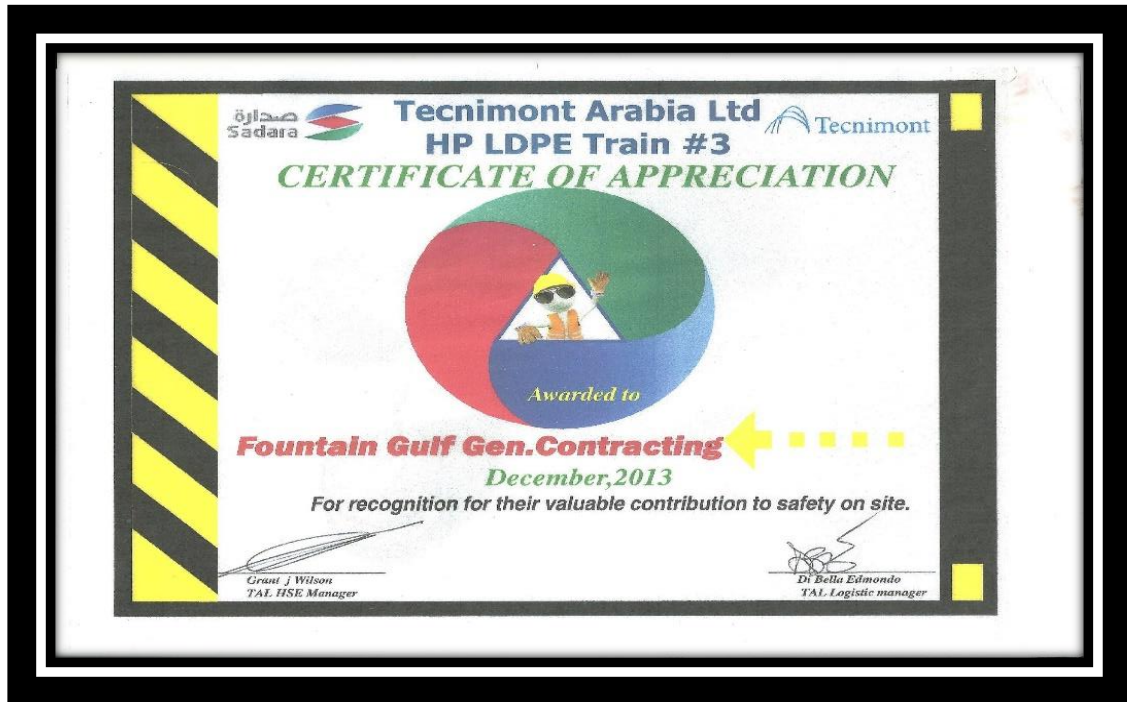 صدارة
Sadara
Tecnimont Arabia Ltd
Tecnimont
HP LDPE Train #3
CERTIFICATE OF APPRECIATION
Awarded to
Fountain Gulf Gen.Contracting
December,2013
For recognition for their valuable contribution to safety on site.
Grant j Wilson
TAL HSE Manager
Di Bella Edmondo
TAL Logistic manager